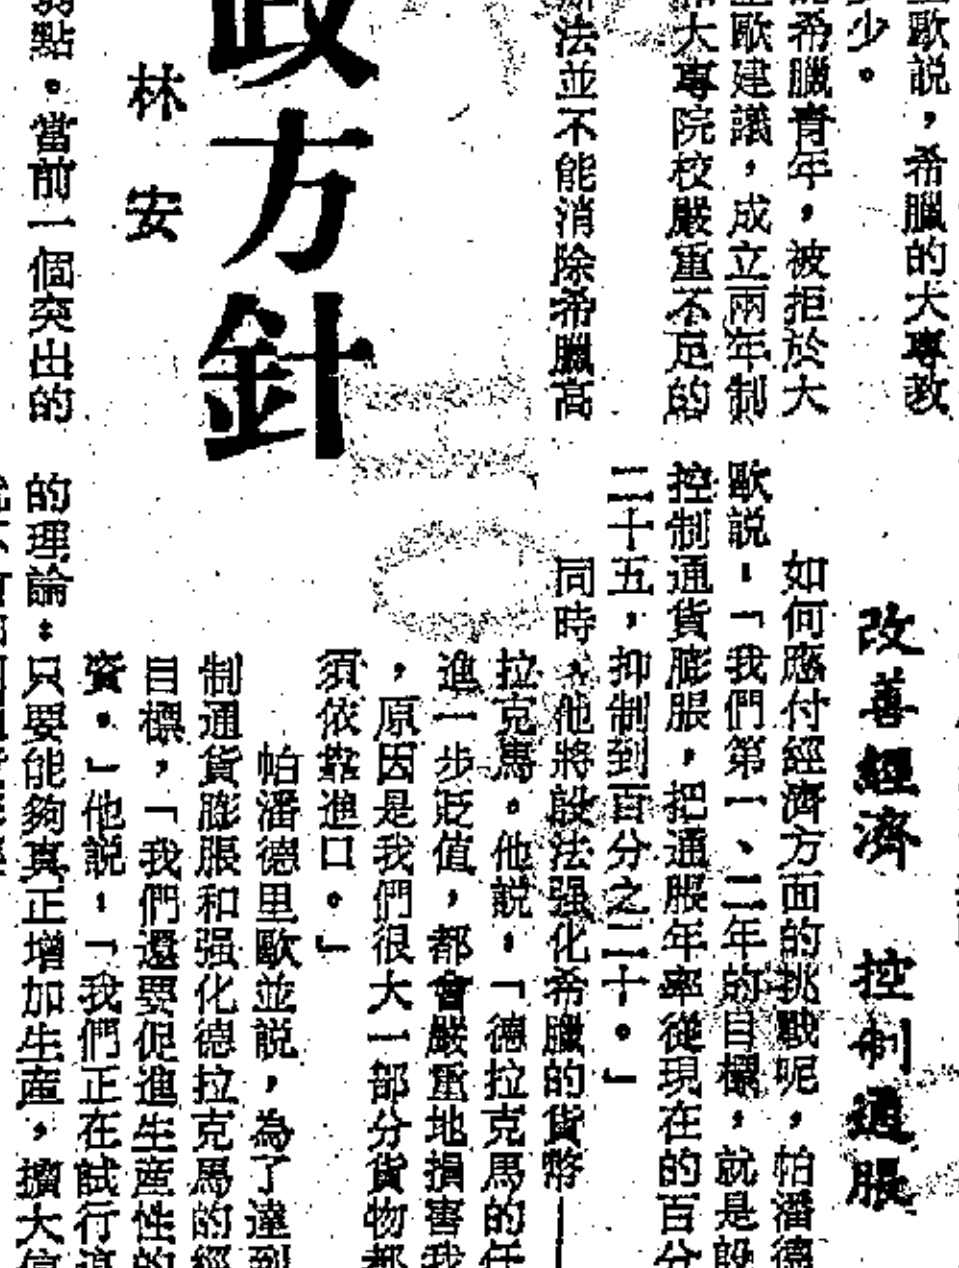 歐說，希臘的大專教
少。
希臘青年，被拒於大
歐建議，成立兩年制
大專院校嚴重不足的
法並不能消除希臘高
政方針
林安
點。當前一個突出的
改善經濟 控制通脹
如何應付經濟方面的挑戰呢，帕潘德
歐說：「我們第一、二年的目標，就是設
控制通貨膨脹，把通脹年率從現在的百分
二十五，抑制到百分之二十。」
同時，他將設法强化希臘的貨幣—
拉克馬。他說：「德拉克馬的任
進一步貶值，都會嚴重地損害我
，原因是我們很大一部分貨物都
須依靠進口。」
帕潘德里歐並說，為了達到
制通貨膨脹和强化德拉克馬的經
目標，「我們還要促進生産性的
資。」他說：「我們正在試行
的理論：只要能夠真正增加生産，擴大